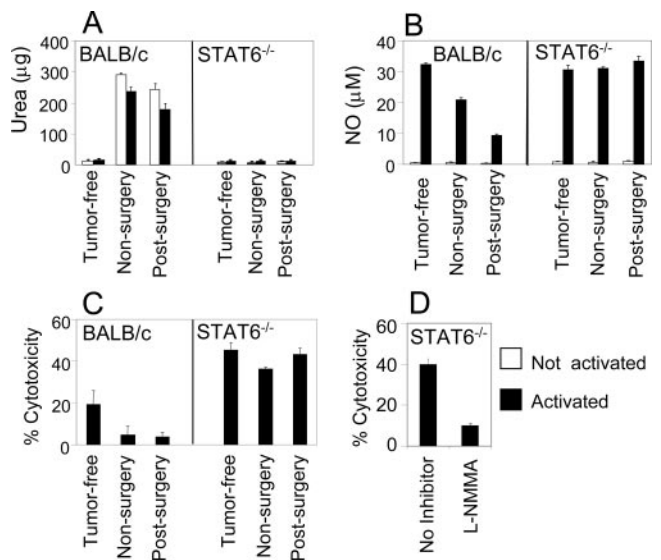 A
BALB/c
STAT6-/-
Urea (µg)
400
300
200
100
0
Tumor-free
Non-surgery
Post-surgery
Tumor-free
Non-surgery
Post-surgery
B
BALB/c
STAT6-/-
NO (µM)
40
30
20
10
0
Tumor-free
Non-surgery
Post-surgery
Tumor-free
Non-surgery
Post-surgery
C
BALB/c
STAT6-/-
% Cytotoxicity
60
40
20
0
Tumor-free
Non-surgery
Post-surgery
Tumor-free
Non-surgery
Post-surgery
D
STAT6-/-
% Cytotoxicity
60
40
20
0
No Inhibitor
L-NMMA
Not activated
Activated